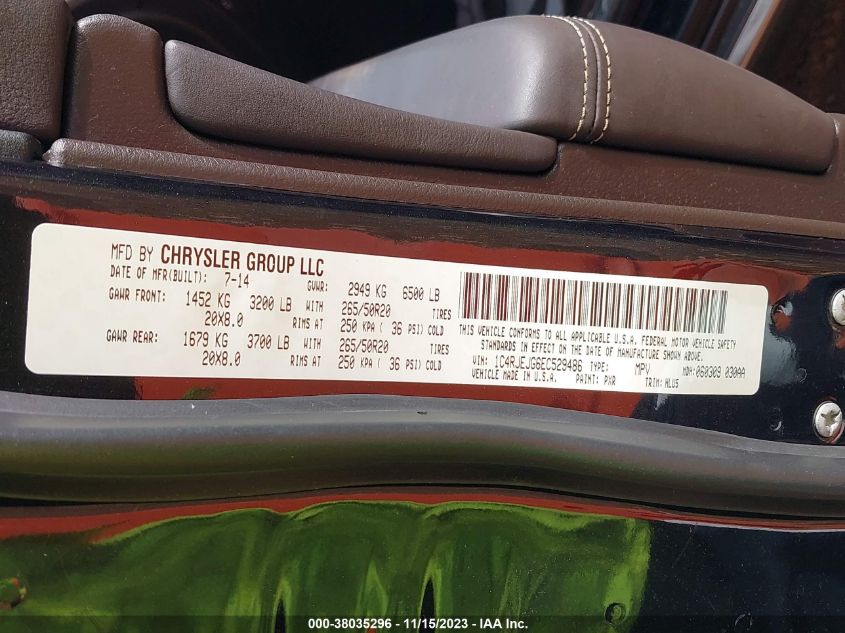 MFD BY CHRYSLER GROUP LLC
DATE OF MFR(BUILT): 7-14 GVWR: 2949 KG 6500 LB
GAWR FRONT: 1452 KG 3200 LB WITH 265/50R20 TIRES
20X8.0 RIMS AT 250 KPA ( 36 PSI) COLD
GAWR REAR: 1679 KG 3700 LB WITH 265/50R20 TIRES
20X8.0 RIMS AT 250 KPA ( 36 PSI) COLD
THIS VEHICLE CONFORMS TO ALL APPLICABLE U.S.A. FEDERAL MOTOR VEHICLE SAFETY
STANDARDS IN EFFECT ON THE DATE OF MANUFACTURE SHOWN ABOVE.
VIN: 1C4RJEJG6EC529486 TYPE: MPV MDH: 060309 030AA
VEHICLE MADE IN U.S.A. PAINT: PXR TRIM: HLU5
000-38035296 - 11/15/2023 - IAA Inc.